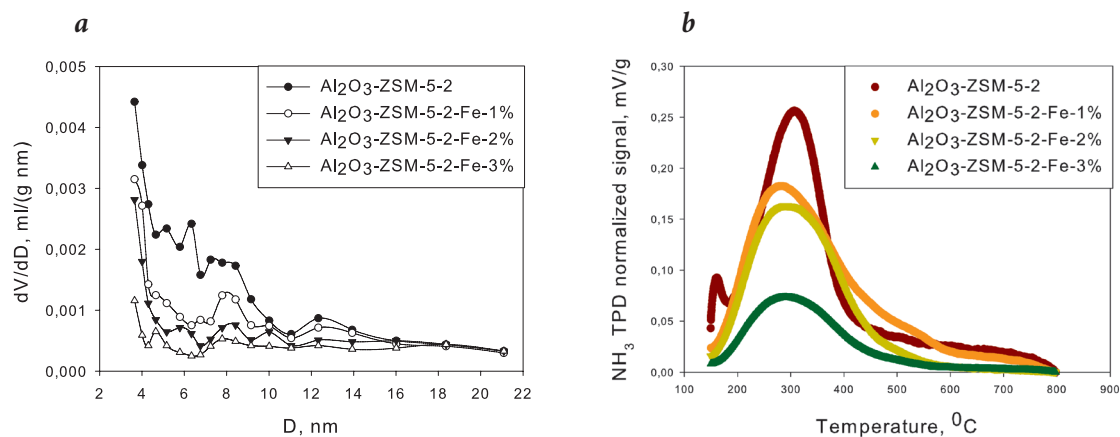 a
0,005
0,004
0,003
0,002
0,001
0,000
dV/dD, ml/(g nm)
2 4 6 8 10 12 14 16 18 20 22
D, nm
Al2O3-ZSM-5-2
Al2O3-ZSM-5-2-Fe-1%
Al2O3-ZSM-5-2-Fe-2%
Al2O3-ZSM-5-2-Fe-3%
b
0,30
0,25
0,20
0,15
0,10
0,05
0,00
NH3 TPD normalized signal, mV/g
100 200 300 400 500 600 700 800 900
Temperature, 0C
Al2O3-ZSM-5-2
Al2O3-ZSM-5-2-Fe-1%
Al2O3-ZSM-5-2-Fe-2%
Al2O3-ZSM-5-2-Fe-3%